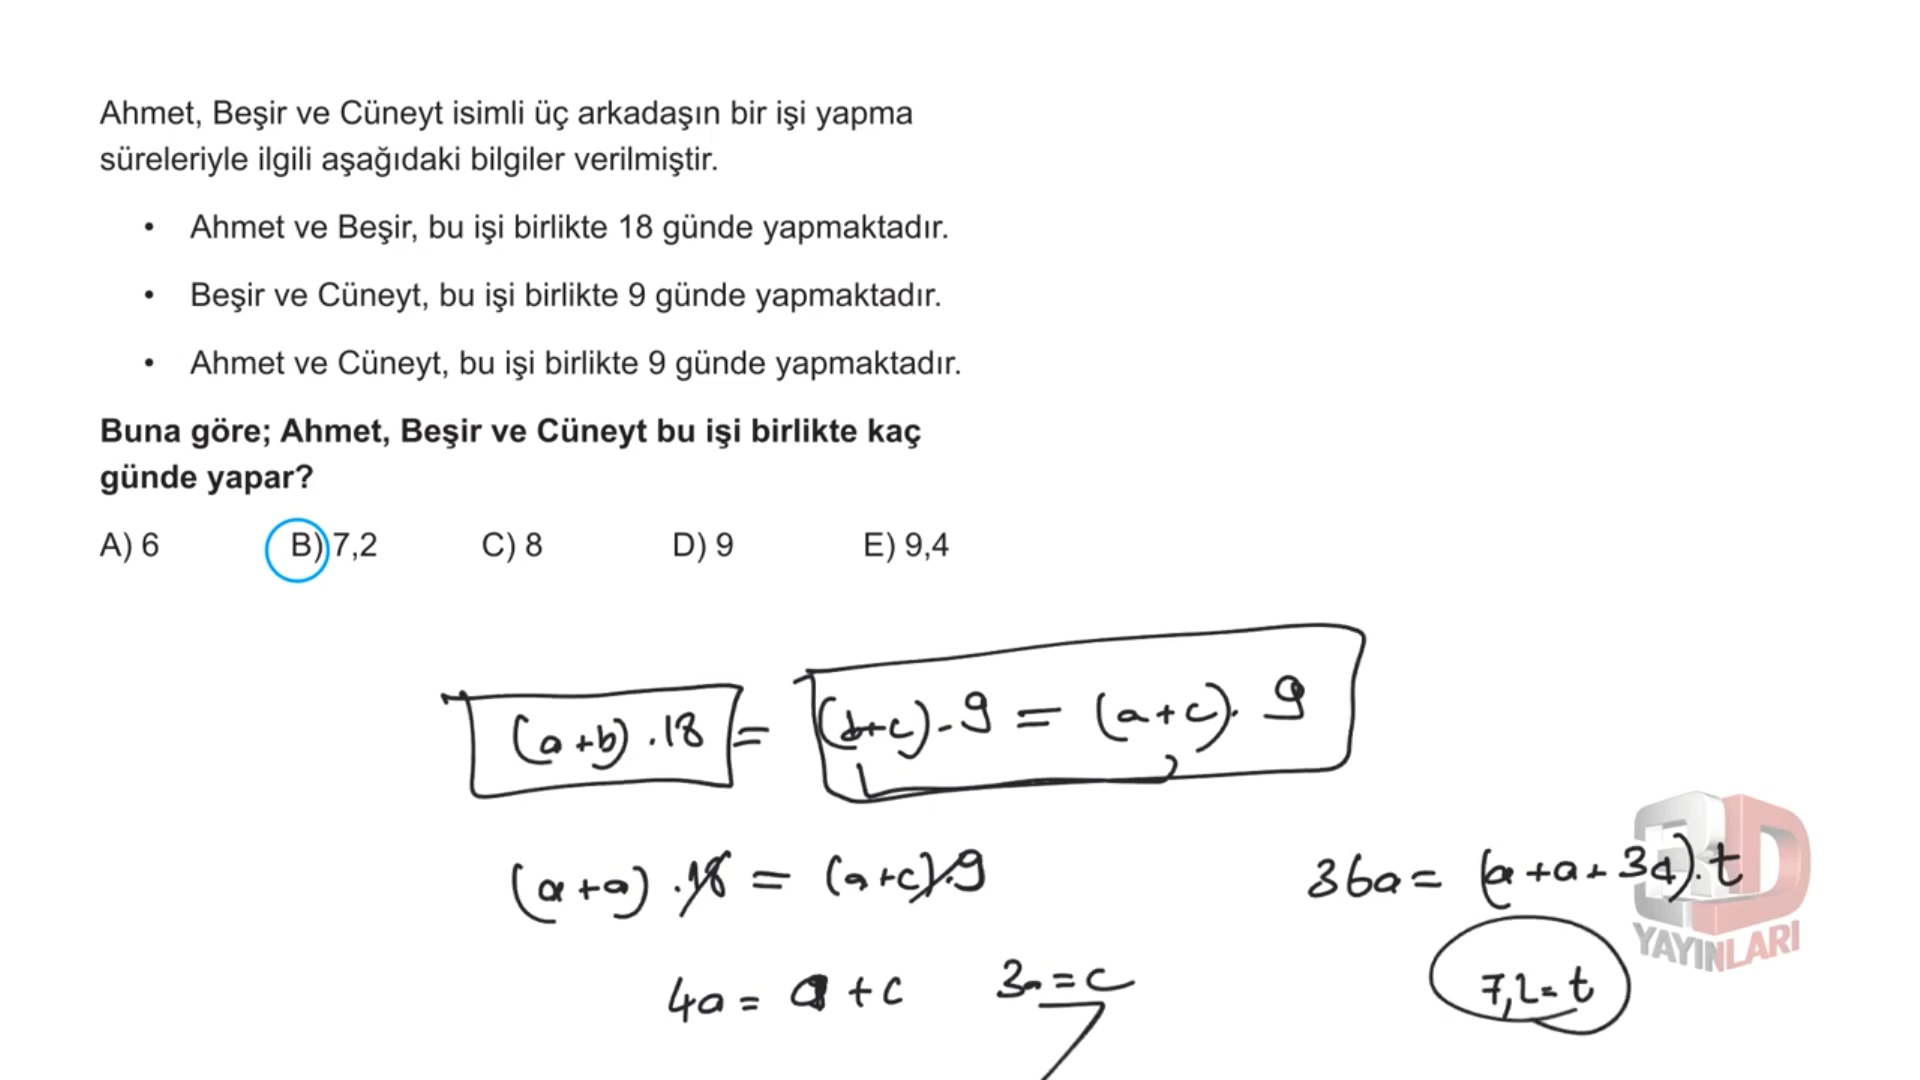 Ahmet, Beşir ve Cüneyt isimli üç arkadaşın bir işi yapma
süreleriyle ilgili aşağıdaki bilgiler verilmiştir.
• Ahmet ve Beşir, bu işi birlikte 18 günde yapmaktadır.
• Beşir ve Cüneyt, bu işi birlikte 9 günde yapmaktadır.
• Ahmet ve Cüneyt, bu işi birlikte 9 günde yapmaktadır.
Buna göre; Ahmet, Beşir ve Cüneyt bu işi birlikte kaç
günde yapar?
A) 6 B) 7,2 C) 8 D) 9 E) 9,4
(a+b).18 = (b+c).9 = (a+c).9
(a+a).18 = (a+c).9
4a = a+c 3a=c
36a = (a+a+3a).t
7,2=t
YAYINLARI